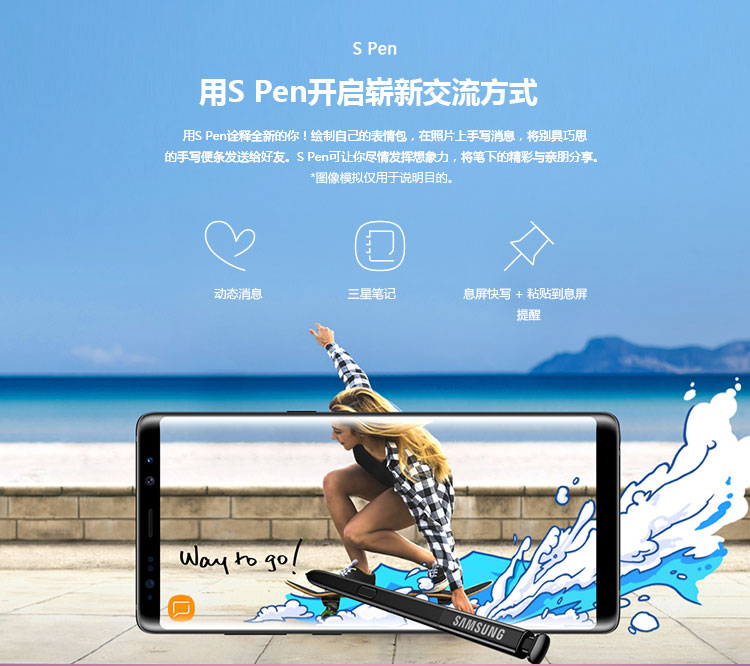 S Pen
用S Pen开启崭新交流方式
用S Pen诠释全新的你！绘制自己的表情包，在照片上手写消息，将别具巧思
的手写便条发送给好友。S Pen可让你尽情发挥想象力，将笔下的精彩与亲朋分享。
*图像模拟仅用于说明目的。
动态消息
三星笔记
息屏快写 + 粘贴到息屏
提醒
Way to go!
SAMSUNG